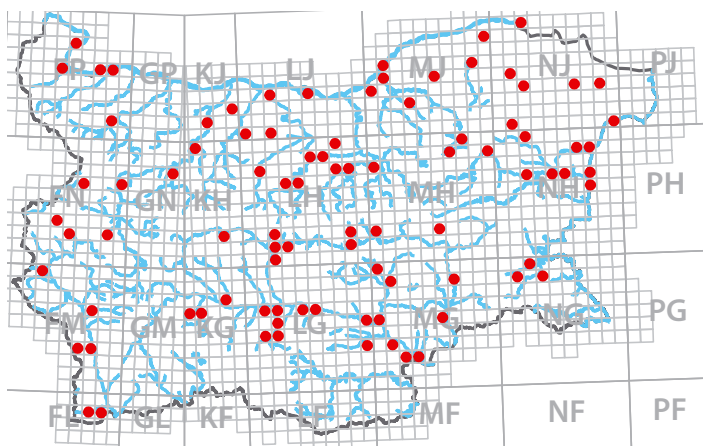 FP GP KJ LJ MJ NJ PJ
FN GN KH LH MH NH PH
FM GM KG LG MG NG PG
FL GL KF LF MF NF PF